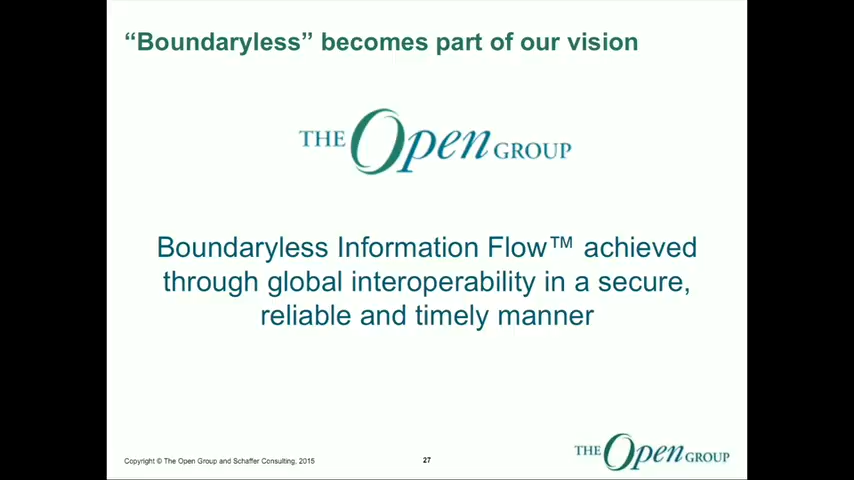 “Boundaryless” becomes part of our vision
THE Open GROUP
Boundaryless Information Flow™ achieved
through global interoperability in a secure,
reliable and timely manner
Copyright © The Open Group and Schaffer Consulting, 2015
27
THE Open GROUP